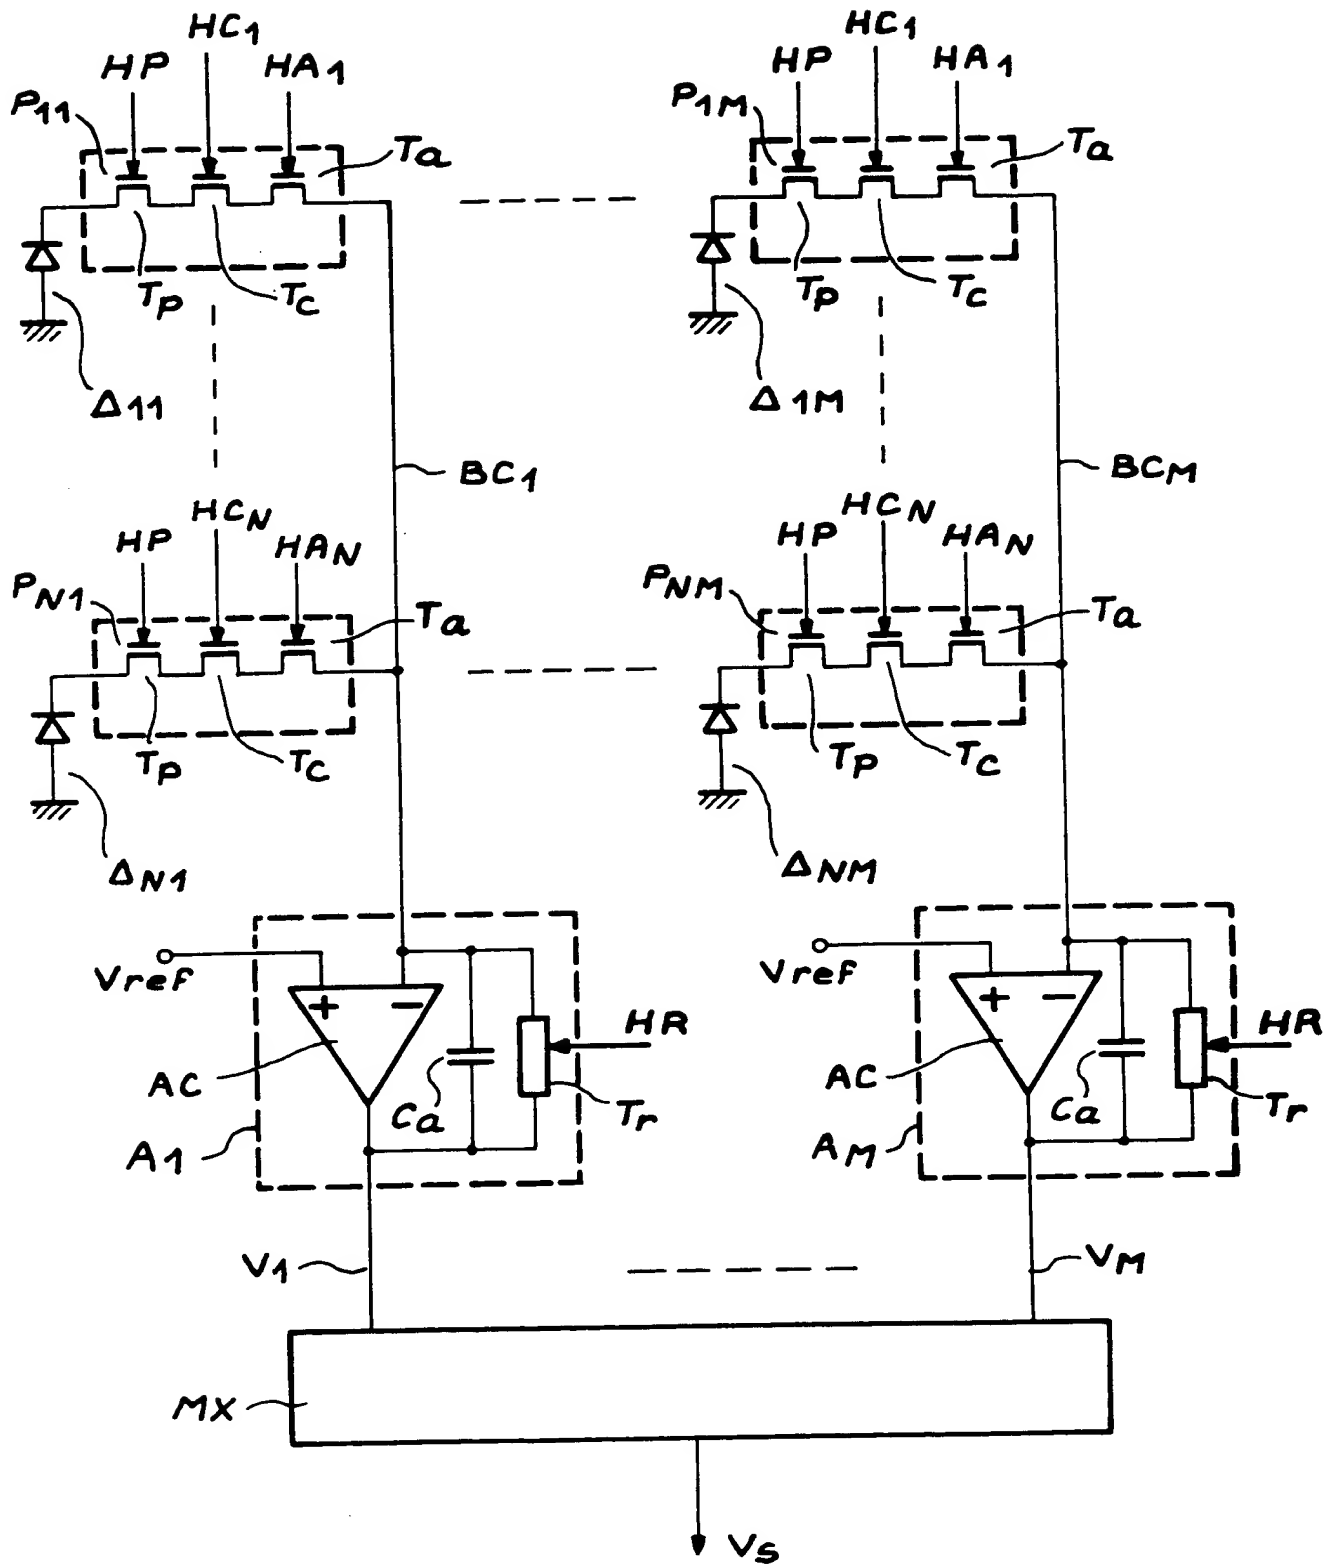 HC1 HC1
HP HA1 HP HA1
P11 P1M
Ta Ta
Tp Tc Tp Tc
Δ11 Δ1M
BC1 BCM
HCN HCN
HP HAN HP HAN
PN1 PNM
Ta Ta
Tp Tc Tp Tc
ΔN1 ΔNM
Vref + − Vref + −
HR HR
AC Ca Tr AC Ca Tr
A1 AM
V1 VM
MX
Vs